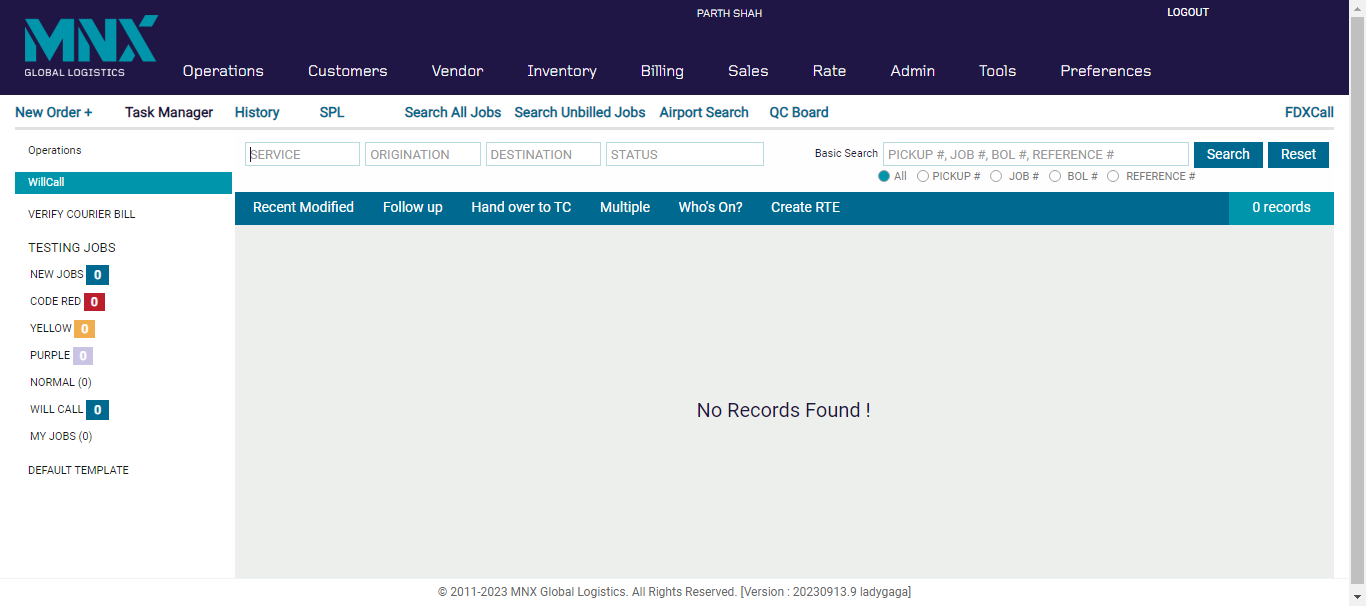 PARTH SHAH
LOGOUT
MNX
GLOBAL LOGISTICS
Operations Customers Vendor Inventory Billing Sales Rate Admin Tools Preferences
New Order + Task Manager History SPL Search All Jobs Search Unbilled Jobs Airport Search QC Board FDXCall
Operations
SERVICE ORIGINATION DESTINATION STATUS Basic Search PICKUP #, JOB #, BOL #, REFERENCE # Search Reset
All PICKUP # JOB # BOL # REFERENCE #
WillCall
Recent Modified Follow up Hand over to TC Multiple Who's On? Create RTE 0 records
VERIFY COURIER BILL
TESTING JOBS
NEW JOBS 0
CODE RED 0
YELLOW 0
PURPLE 0
NORMAL (0)
WILL CALL 0
MY JOBS (0)
DEFAULT TEMPLATE
No Records Found !
© 2011-2023 MNX Global Logistics. All Rights Reserved. [Version : 20230913.9 ladygaga]